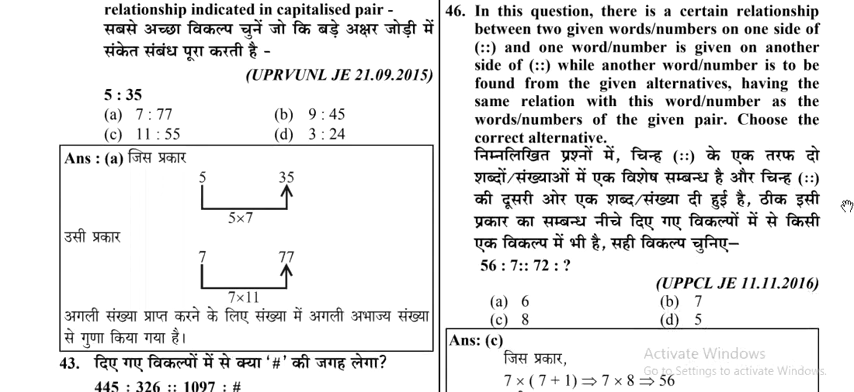 relationship indicated in capitalised pair -
सबसे अच्छा विकल्प चुनें जो कि बड़े अक्षर जोड़ी में
संकेत संबंध पूरा करती है -
(UPRVUNL JE 21.09.2015)
5 : 35
(a) 7 : 77 (b) 9 : 45
(c) 11 : 55 (d) 3 : 24
Ans : (a) जिस प्रकार
5 35
5×7
उसी प्रकार
7 77
7×11
अगली संख्या प्राप्त करने के लिए संख्या में अगली अभाज्य संख्या
से गुणा किया गया है।
43. दिए गए विकल्पों में से क्या ‘#’ की जगह लेगा?
445 : 326 :: 1097 : #
46. In this question, there is a certain relationship
between two given words/numbers on one side of
(::) and one word/number is given on another
side of (::) while another word/number is to be
found from the given alternatives, having the
same relation with this word/number as the
words/numbers of the given pair. Choose the
correct alternative.
निम्नलिखित प्रश्नों में, चिन्ह (::) के एक तरफ दो
शब्दों/संख्याओं में एक विशेष सम्बन्ध है और चिन्ह (::)
की दूसरी ओर एक शब्द/संख्या दी हुई है, ठीक इसी
प्रकार का सम्बन्ध नीचे दिए गए विकल्पों में से किसी
एक विकल्प में भी है, सही विकल्प चुनिए–
56 : 7:: 72 : ?
(UPPCL JE 11.11.2016)
(a) 6 (b) 7
(c) 8 (d) 5
Ans: (c)
जिस प्रकार,
7 × ( 7 + 1) ⇒ 7 × 8 ⇒ 56
Activate Windows
Go to Settings to activate Windows.